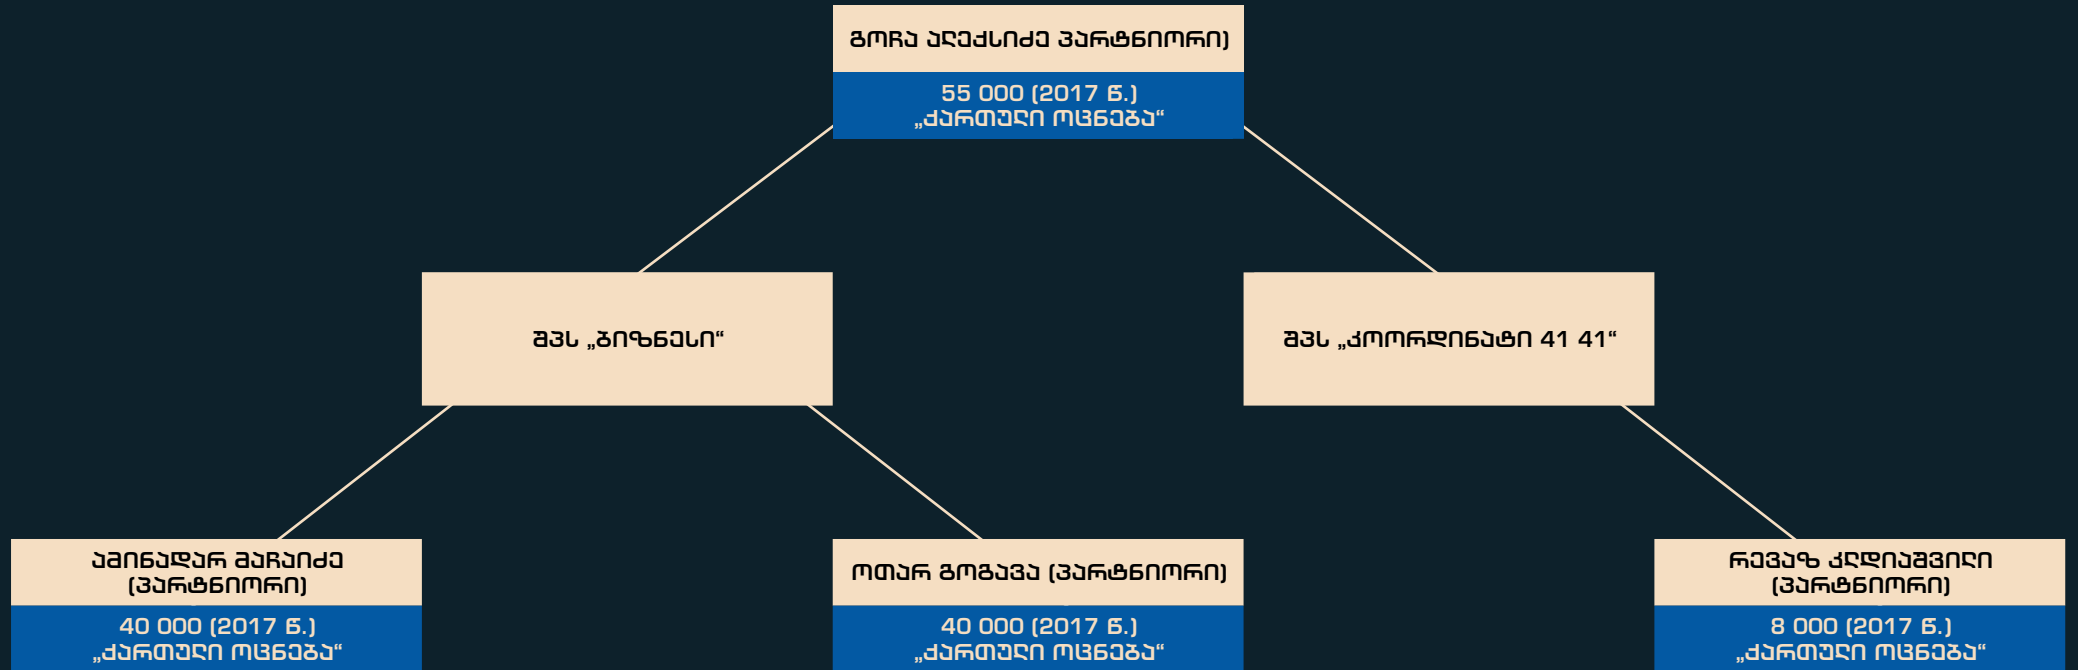 გოჩა ალექსიძე პარტნიორი)
55 000 (2017 წ.)
„ქართული ოცნება“
შპს „ბიზნესი“
შპს „კოორდინატი 41 41“
ამინადარ მაჩაიძე
(პარტნიორი)
40 000 (2017 წ.)
„ქართული ოცნება“
ოთარ გოგავა (პარტნიორი)
40 000 (2017 წ.)
„ქართული ოცნება“
რევაზ კლდიაშვილი
(პარტნიორი)
8 000 (2017 წ.)
„ქართული ოცნება“